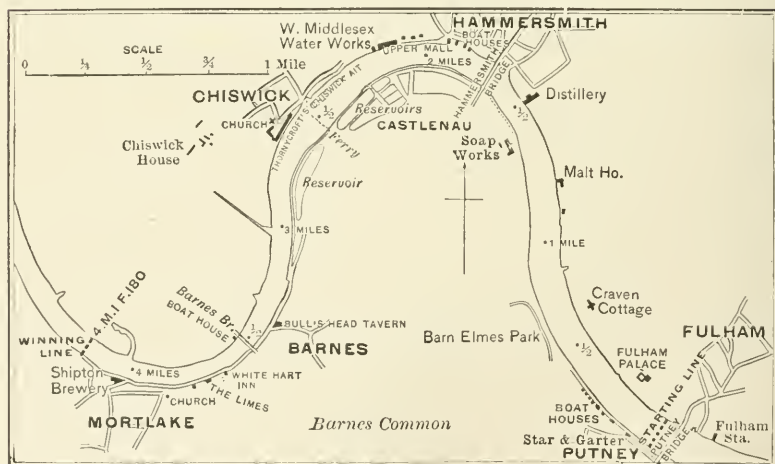 HAMMERSMITH
W. Middlesex
Water Works
UPPER MALL
BOAT
HOUSES
2 MILES
HAMMERSMITH
BRIDGE
SCALE
0 ¼ ½ ¾ 1 Mile
CHISWICK
CHISWICK AIT
THORNYCROFT'S
CHURCH
Chiswick
House
½
Ferry
Reservoirs
CASTLENAU
Distillery
Soap
Works
Malt Ho.
Reservoir
3 MILES
1 MILE
Craven
Cottage
FULHAM
FULHAM
PALACE
STARTING LINE
PUTNEY
BRIDGE
Fulham
Sta.
Barn Elmes Park
½
BOAT
HOUSES
Star & Garter
PUTNEY
4.M.1 F.180
WINNING
LINE
Barnes Br.
BOAT HOUSE
½
BULL'S HEAD TAVERN
BARNES
4 MILES
WHITE HART
INN
THE LIMES
Shipton
Brewery
CHURCH
MORTLAKE
Barnes Common